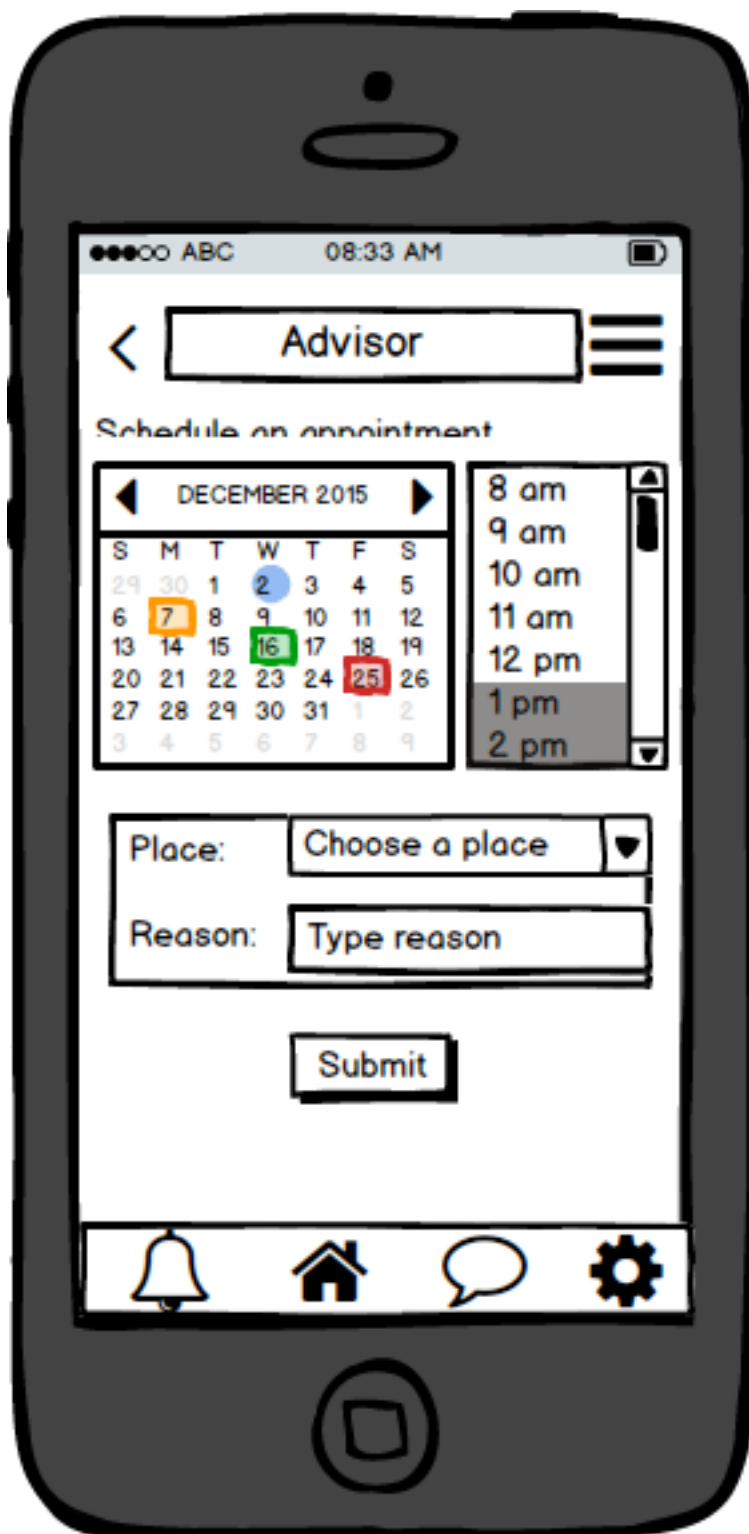 ABC 08:33 AM
Advisor
Schedule an appointment
DECEMBER 2015
S M T W T F S
29 30 1 2 3 4 5
6 7 8 9 10 11 12
13 14 15 16 17 18 19
20 21 22 23 24 25 26
27 28 29 30 31 1 2
3 4 5 6 7 8 9
8 am
9 am
10 am
11 am
12 pm
1 pm
2 pm
Place: Choose a place
Reason: Type reason
Submit